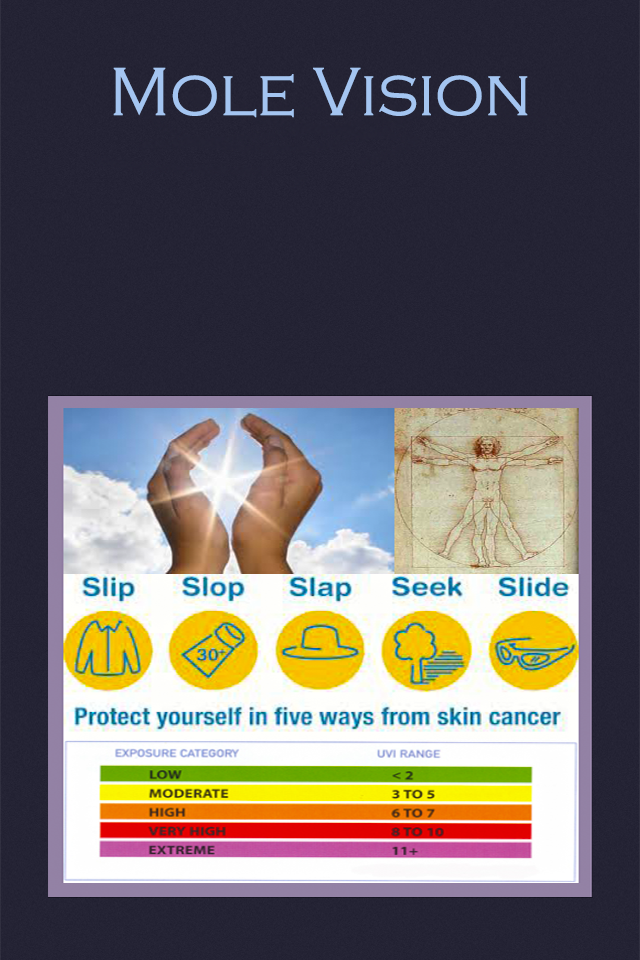 Mole Vision
Slip Slop Slap Seek Slide
30+
Protect yourself in five ways from skin cancer
EXPOSURE CATEGORY UVI RANGE
LOW < 2
MODERATE 3 TO 5
HIGH 6 TO 7
VERY HIGH 8 TO 10
EXTREME 11+